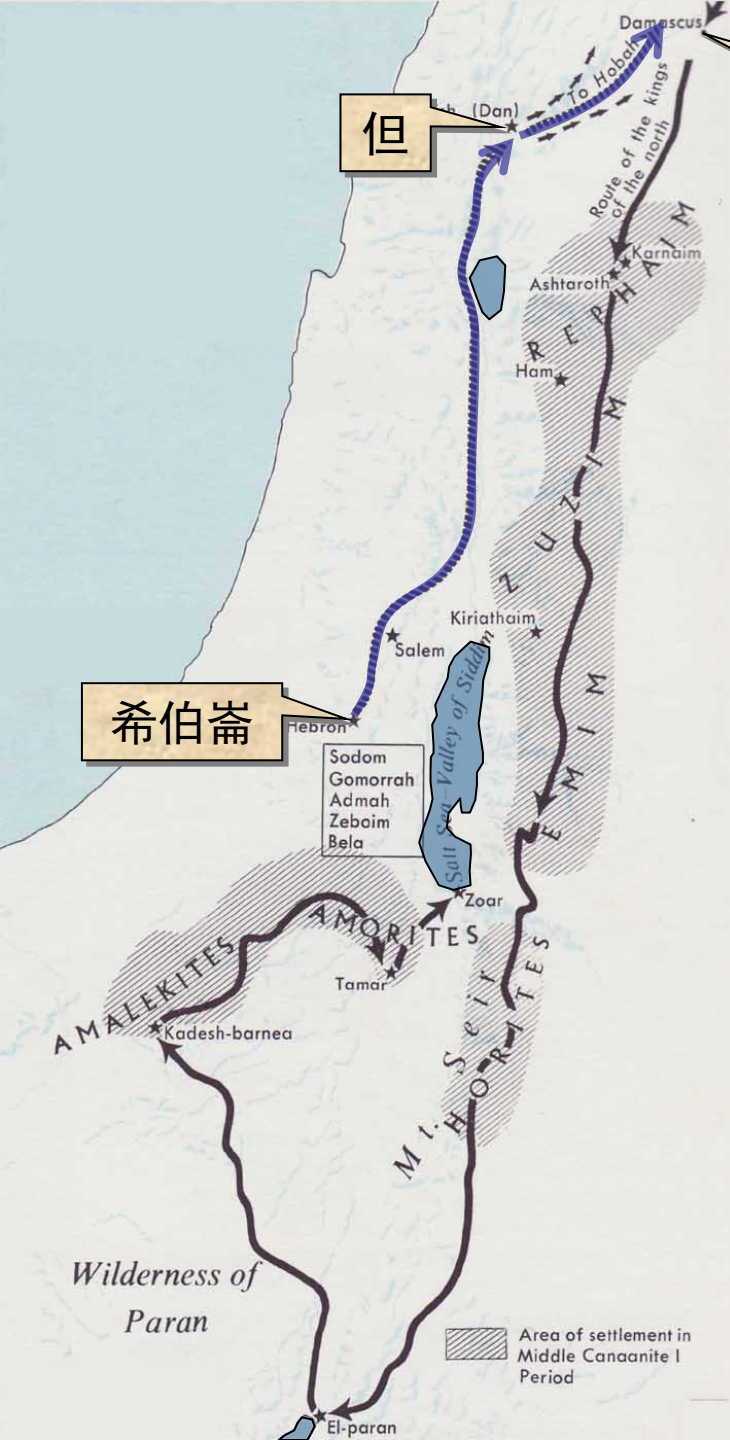 Damascus
To Hobah
(Dan)
但
Route of the kings
of the north
Karnaim
Ashtaroth
REPHAIM
Ham
ZUZIM
Kiriathaim
Salem
希伯崙
Hebron
EMIM
Salt Sea-Valley of Siddim
Sodom
Gomorrah
Admah
Zeboim
Bela
Zoar
AMORITES
Tamar
AMALEKITES
Kadesh-barnea
Mt. Seir
HORITES
Wilderness of
Paran
Area of settlement in
Middle Canaanite I
Period
El-paran